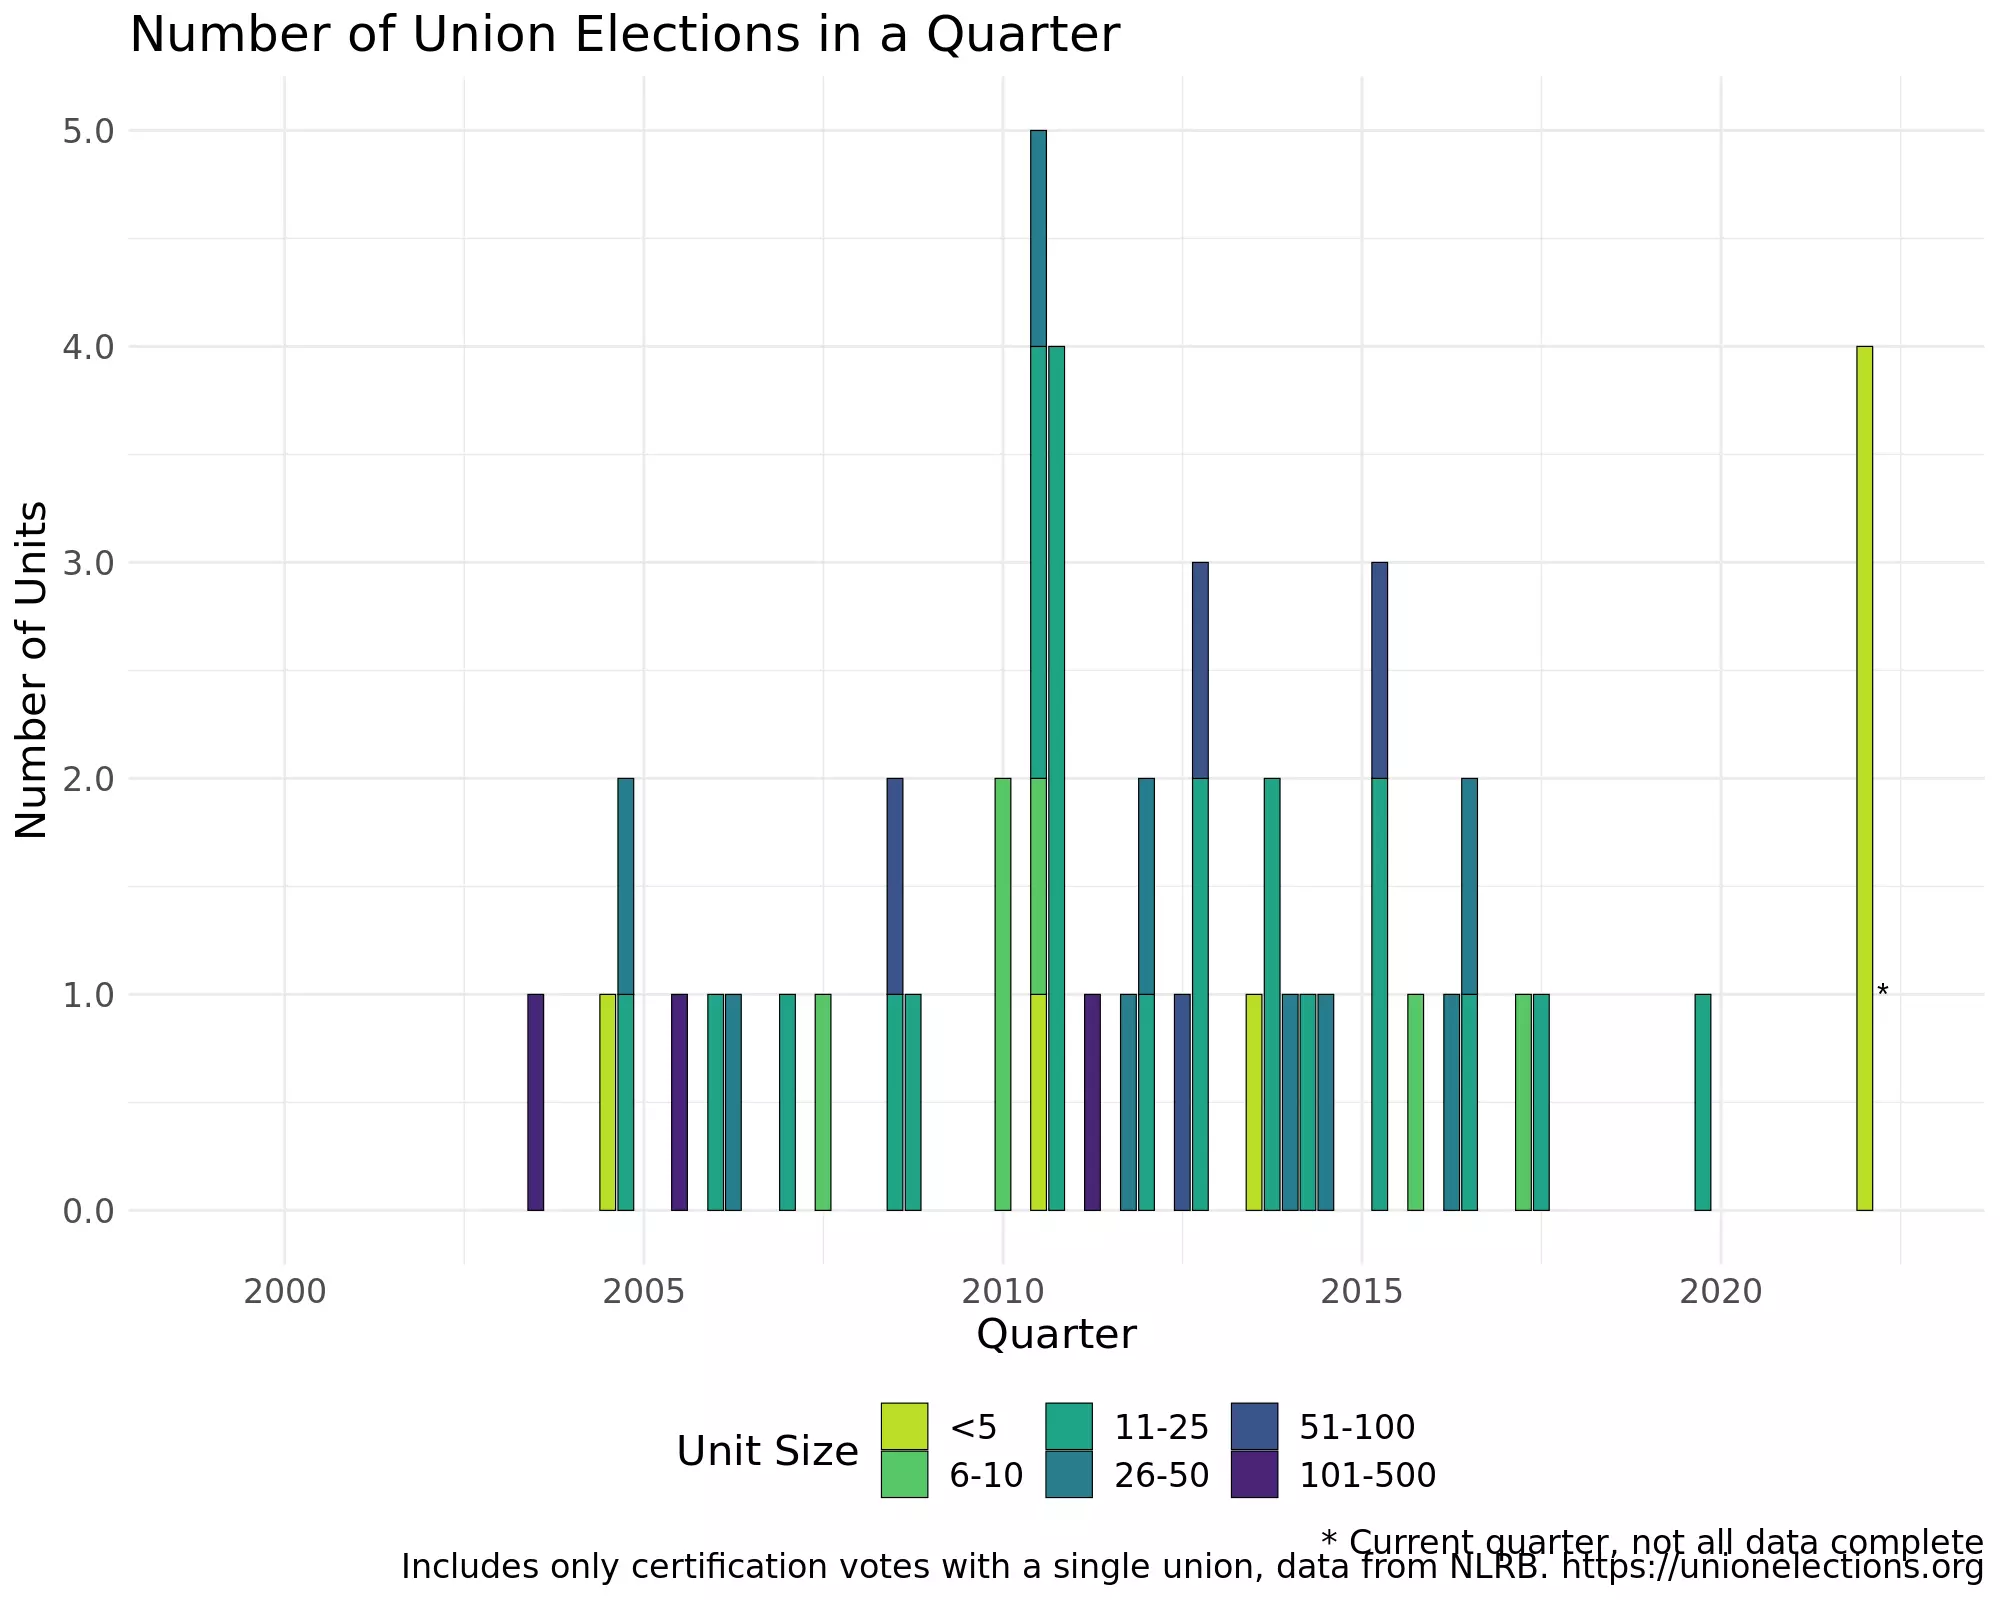 Number of Union Elections in a Quarter
Number of Units
5.0
4.0
3.0
2.0
1.0
0.0
*
2000 2005 2010 2015 2020
Quarter
Unit Size
<5 11-25 51-100
6-10 26-50 101-500
* Current quarter, not all data complete
Includes only certification votes with a single union, data from NLRB. https://unionelections.org